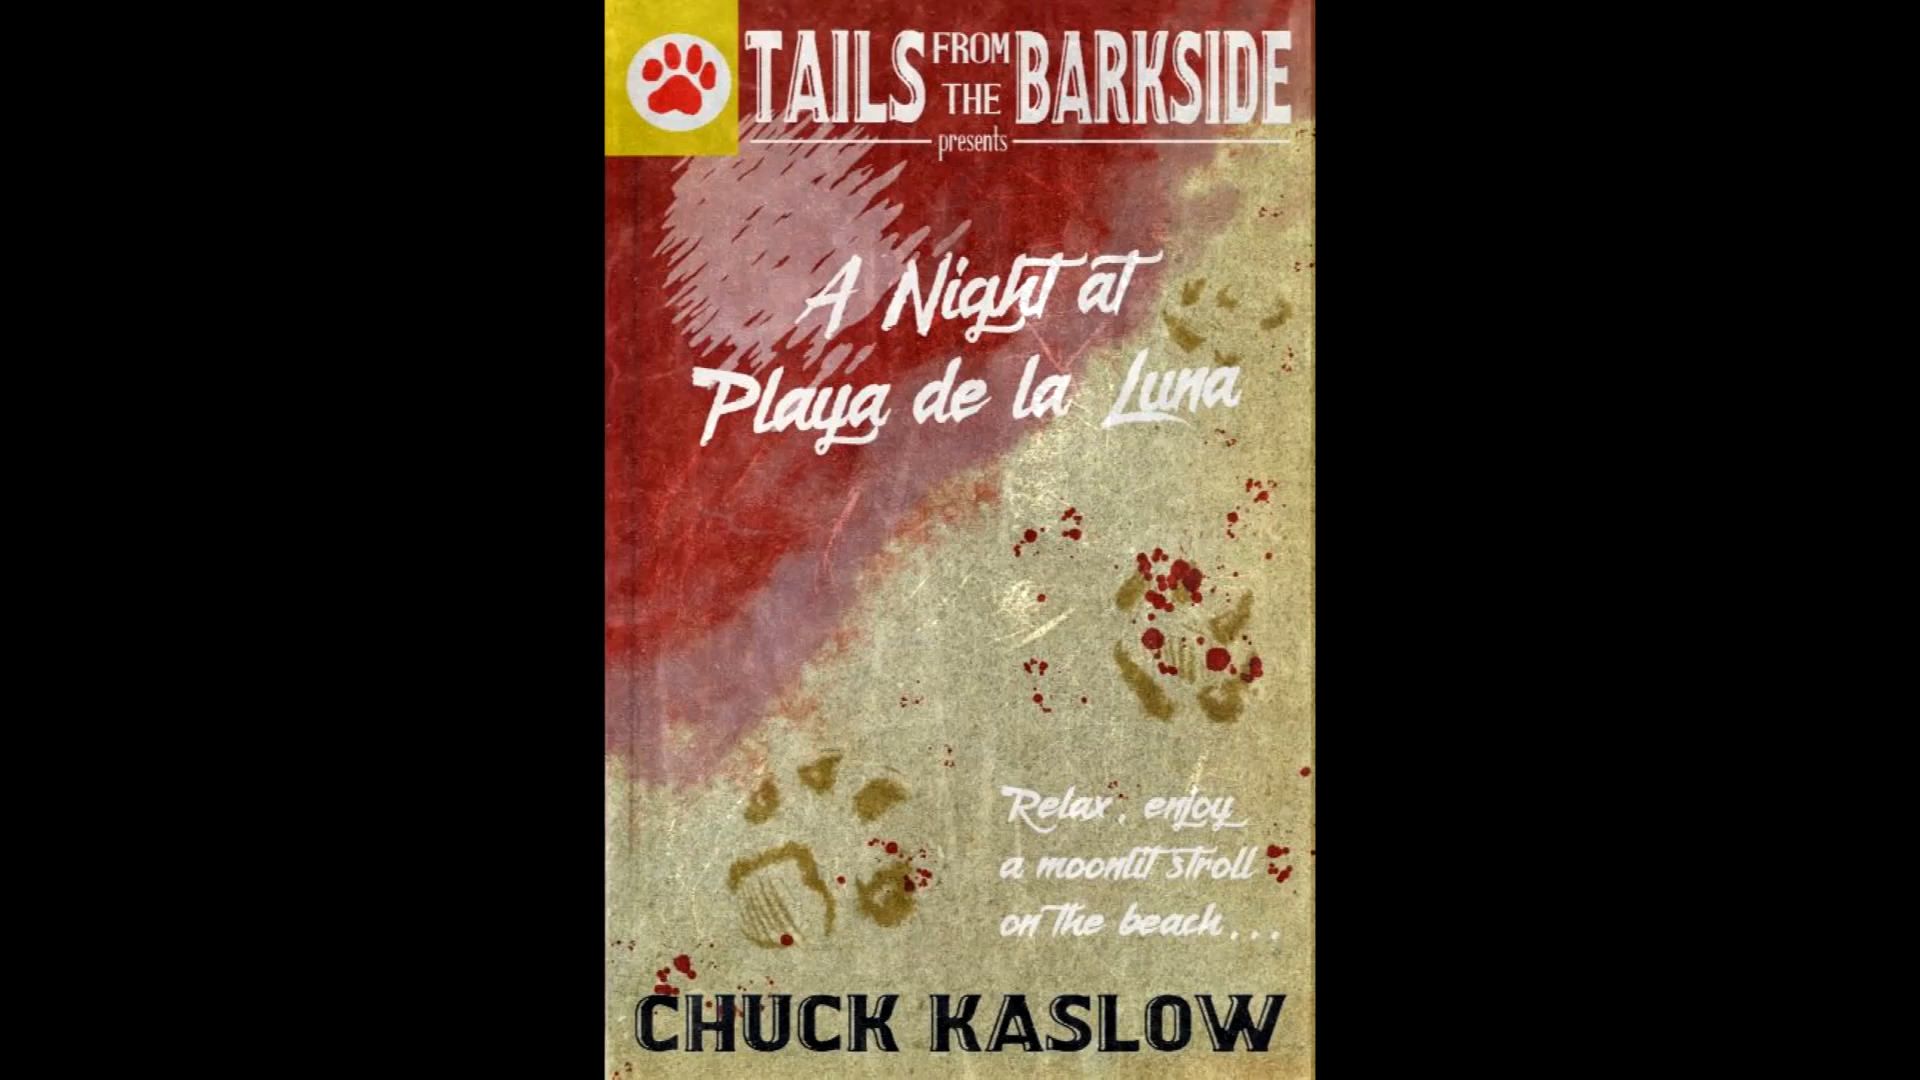 TAILS FROM THE BARKSIDE
presents
A Night at
Playa de la Luna
Relax, enjoy
a moonlit stroll
on the beach...
CHUCK KASLOW